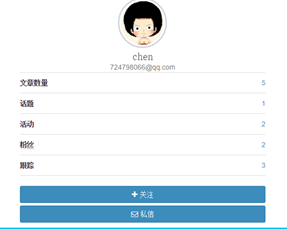 chen
724798066@qq.com
文章数量 5
话题 1
活动 2
粉丝 2
跟踪 3
关注
私信